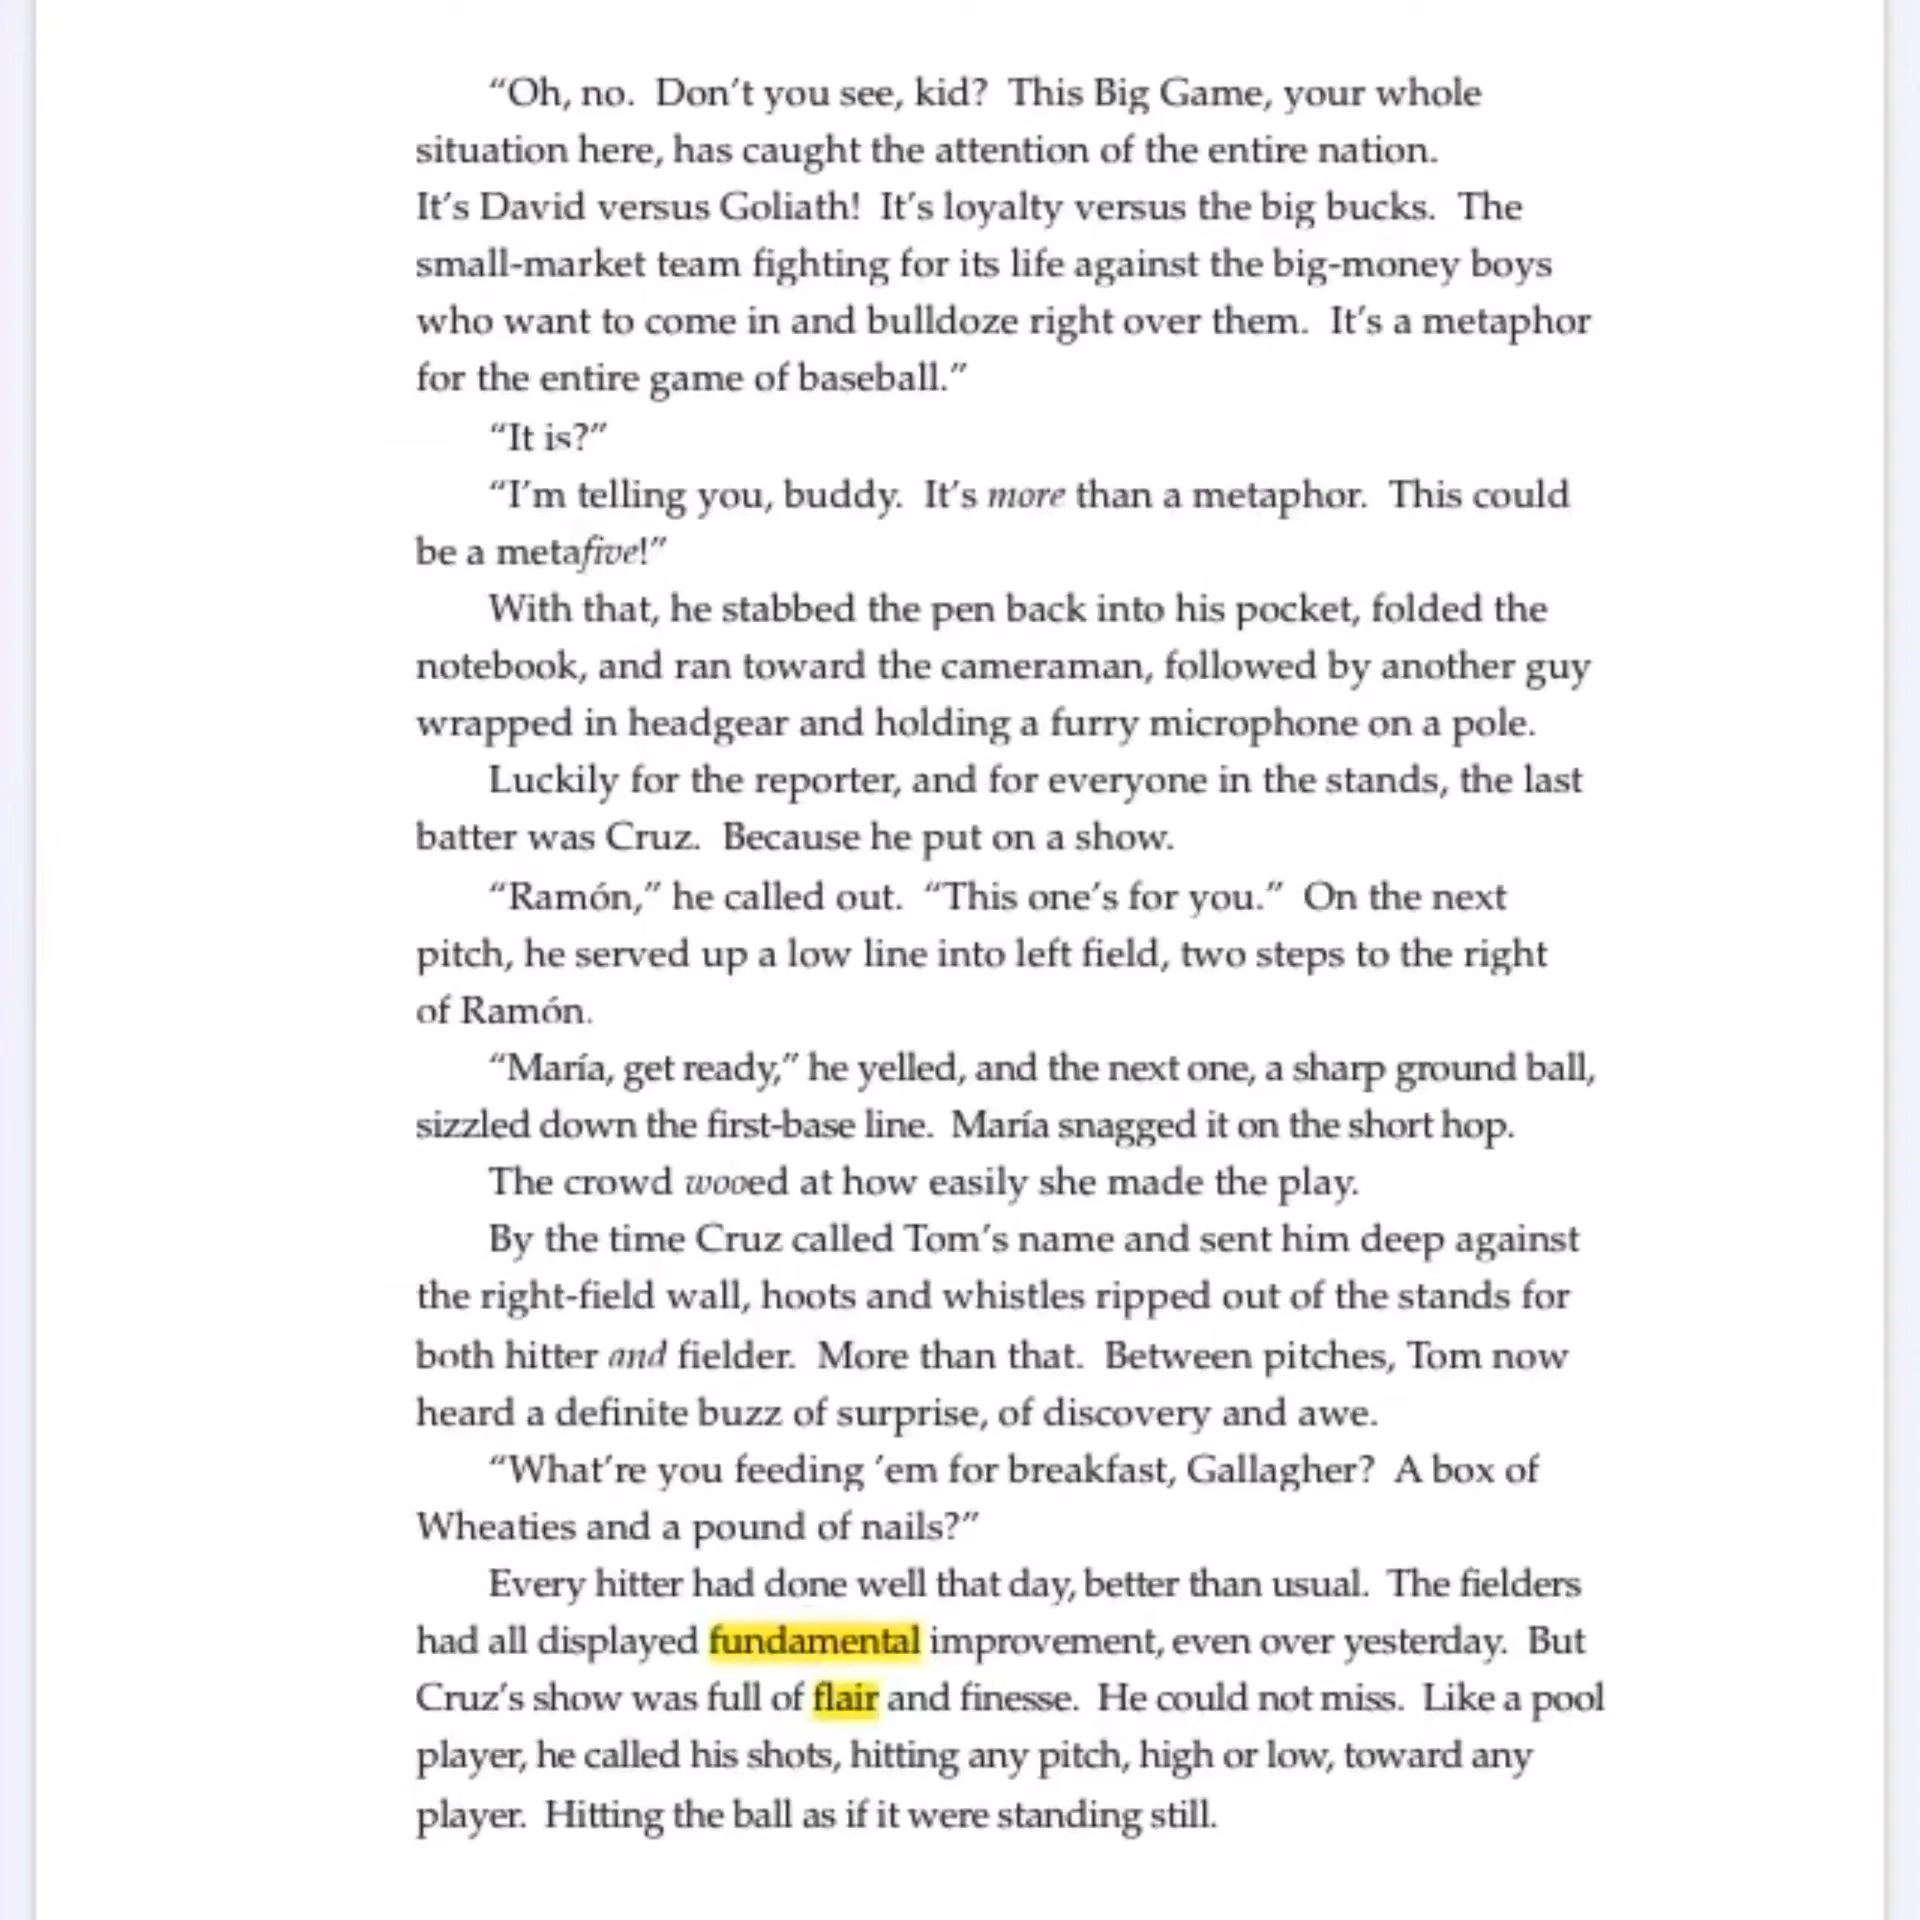 “Oh, no.  Don’t you see, kid?  This Big Game, your whole
situation here, has caught the attention of the entire nation.
It’s David versus Goliath!  It’s loyalty versus the big bucks.  The
small-market team fighting for its life against the big-money boys
who want to come in and bulldoze right over them.  It’s a metaphor
for the entire game of baseball.”
“It is?”
“I’m telling you, buddy.  It’s more than a metaphor.  This could
be a metafive!”
With that, he stabbed the pen back into his pocket, folded the
notebook, and ran toward the cameraman, followed by another guy
wrapped in headgear and holding a furry microphone on a pole.
Luckily for the reporter, and for everyone in the stands, the last
batter was Cruz.  Because he put on a show.
“Ramón,” he called out.  “This one’s for you.”  On the next
pitch, he served up a low line into left field, two steps to the right
of Ramón.
“María, get ready,” he yelled, and the next one, a sharp ground ball,
sizzled down the first-base line.  María snagged it on the short hop.
The crowd wooed at how easily she made the play.
By the time Cruz called Tom’s name and sent him deep against
the right-field wall, hoots and whistles ripped out of the stands for
both hitter and fielder.  More than that.  Between pitches, Tom now
heard a definite buzz of surprise, of discovery and awe.
“What’re you feeding ’em for breakfast, Gallagher?  A box of
Wheaties and a pound of nails?”
Every hitter had done well that day, better than usual.  The fielders
had all displayed fundamental improvement, even over yesterday.  But
Cruz’s show was full of flair and finesse.  He could not miss.  Like a pool
player, he called his shots, hitting any pitch, high or low, toward any
player.  Hitting the ball as if it were standing still.